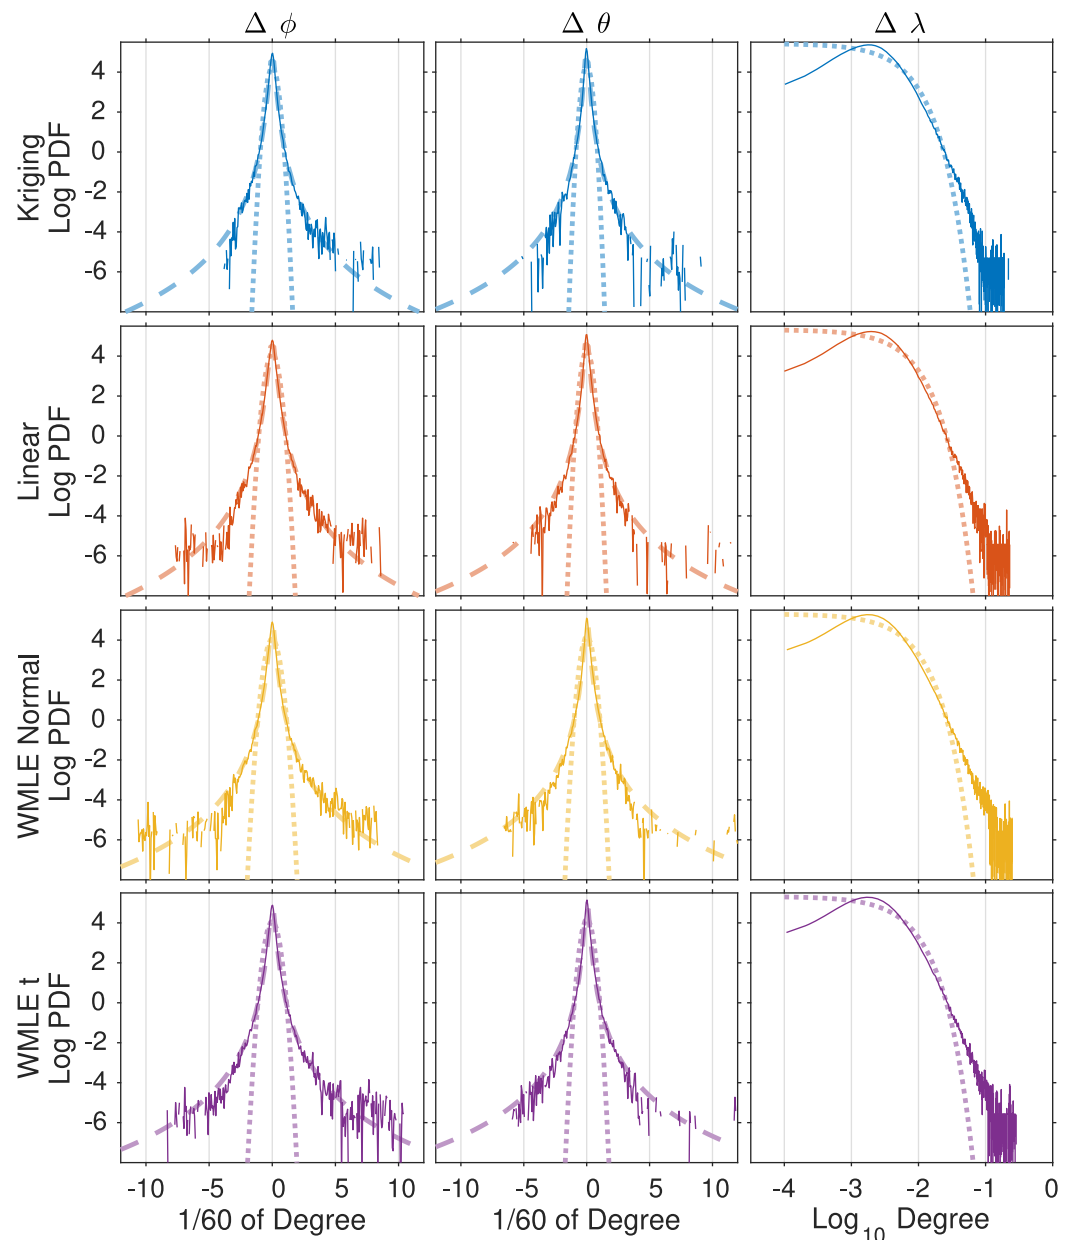 Δ ϕ
Δ θ
Δ λ
Kriging
Log PDF
4
2
0
-2
-4
-6
Linear
Log PDF
4
2
0
-2
-4
-6
WMLE Normal
Log PDF
4
2
0
-2
-4
-6
WMLE t
Log PDF
4
2
0
-2
-4
-6
-10 -5 0 5 10
-10 -5 0 5 10
-4 -3 -2 -1 0
1/60 of Degree
1/60 of Degree
Log₁₀ Degree